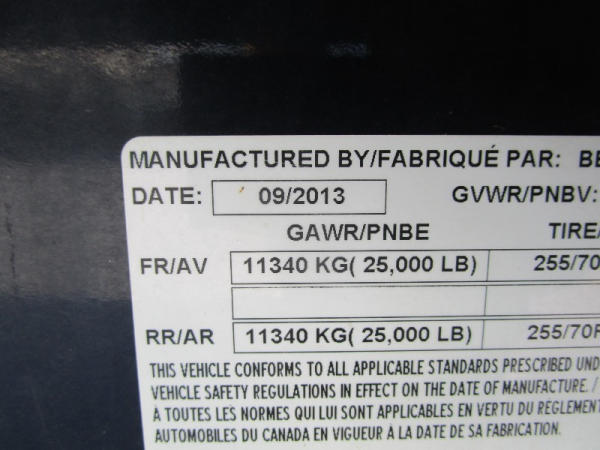 MANUFACTURED BY/FABRIQUÉ PAR: BE
DATE: 09/2013 GVWR/PNBV:
GAWR/PNBE TIRE/
FR/AV 11340 KG( 25,000 LB) 255/70
RR/AR 11340 KG( 25,000 LB) 255/70R
THIS VEHICLE CONFORMS TO ALL APPLICABLE STANDARDS PRESCRIBED UND
VEHICLE SAFETY REGULATIONS IN EFFECT ON THE DATE OF MANUFACTURE. /
À TOUTES LES NORMES QUI LUI SONT APPLICABLES EN VERTU DU RÈGLEMENT
AUTOMOBILES DU CANADA EN VIGUEUR À LA DATE DE SA FABRICATION.